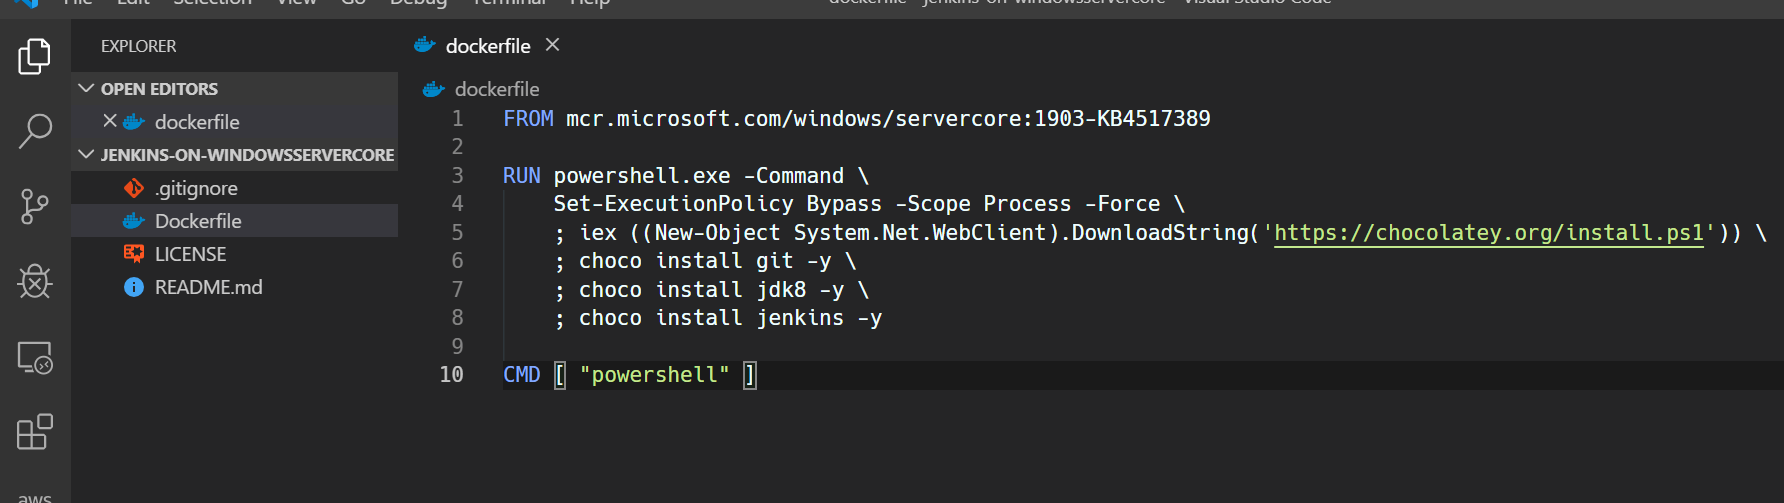 File Edit Selection View Go Debug Terminal Help dockerfile - jenkins-on-windowsservercore - Visual Studio Code
EXPLORER
OPEN EDITORS
dockerfile
JENKINS-ON-WINDOWSSERVERCORE
.gitignore
Dockerfile
LICENSE
README.md
aws
dockerfile
dockerfile
1 FROM mcr.microsoft.com/windows/servercore:1903-KB4517389
2
3 RUN powershell.exe -Command \
4 Set-ExecutionPolicy Bypass -Scope Process -Force \
5 ; iex ((New-Object System.Net.WebClient).DownloadString('https://chocolatey.org/install.ps1')) \
6 ; choco install git -y \
7 ; choco install jdk8 -y \
8 ; choco install jenkins -y
9
10 CMD [ "powershell" ]